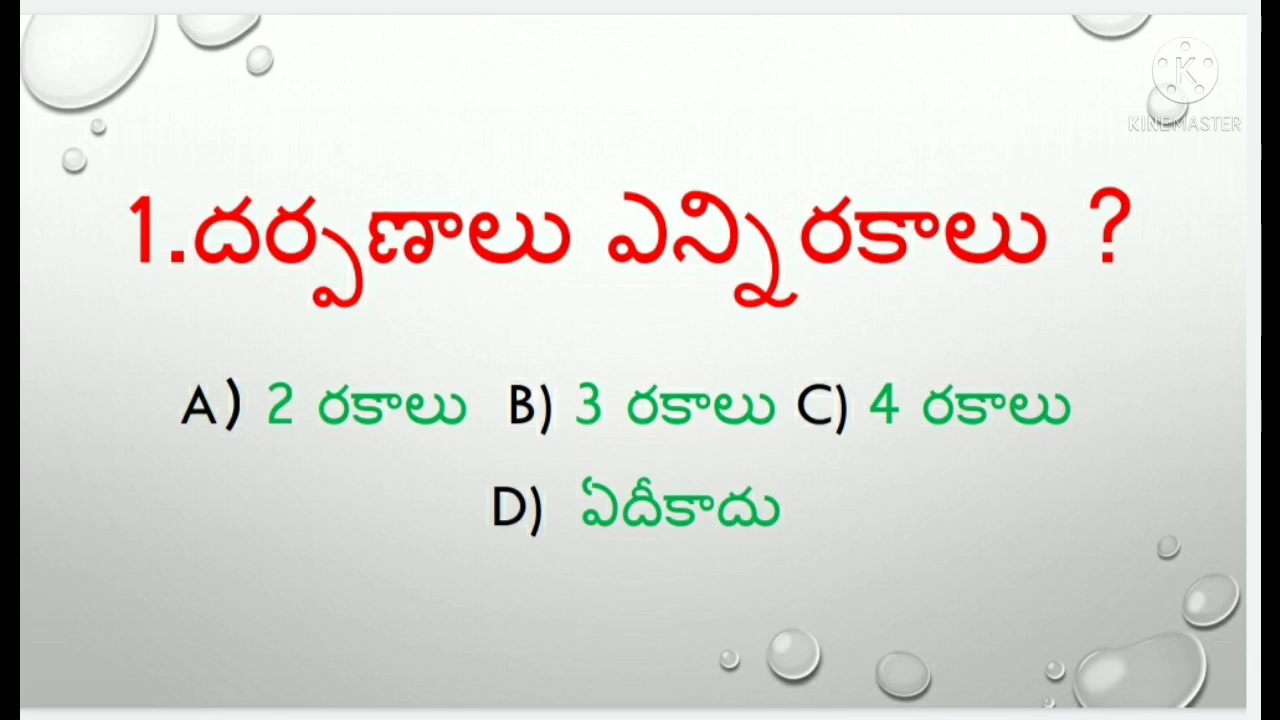 KINEMASTER
1.దర్పణాలు ఎన్నిరకాలు ?
A) 2 రకాలు B) 3 రకాలు C) 4 రకాలు
D) ఏదీకాదు